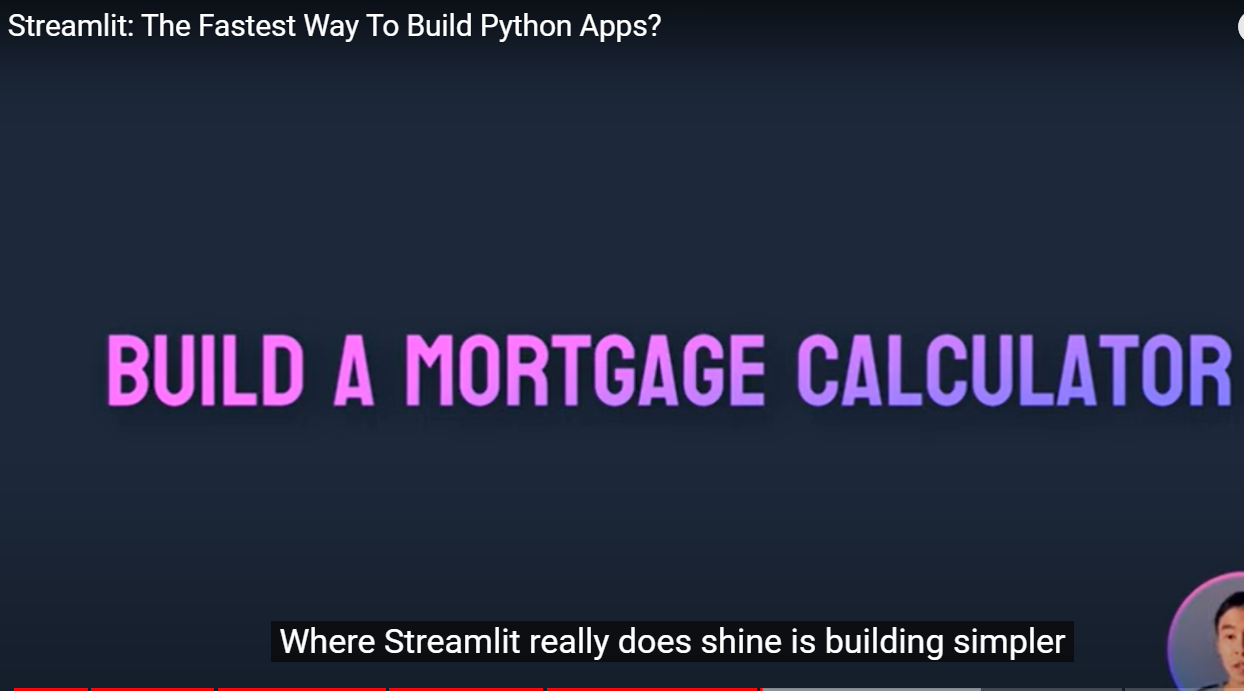 Streamlit: The Fastest Way To Build Python Apps?
BUILD A MORTGAGE CALCULATOR
Where Streamlit really does shine is building simpler